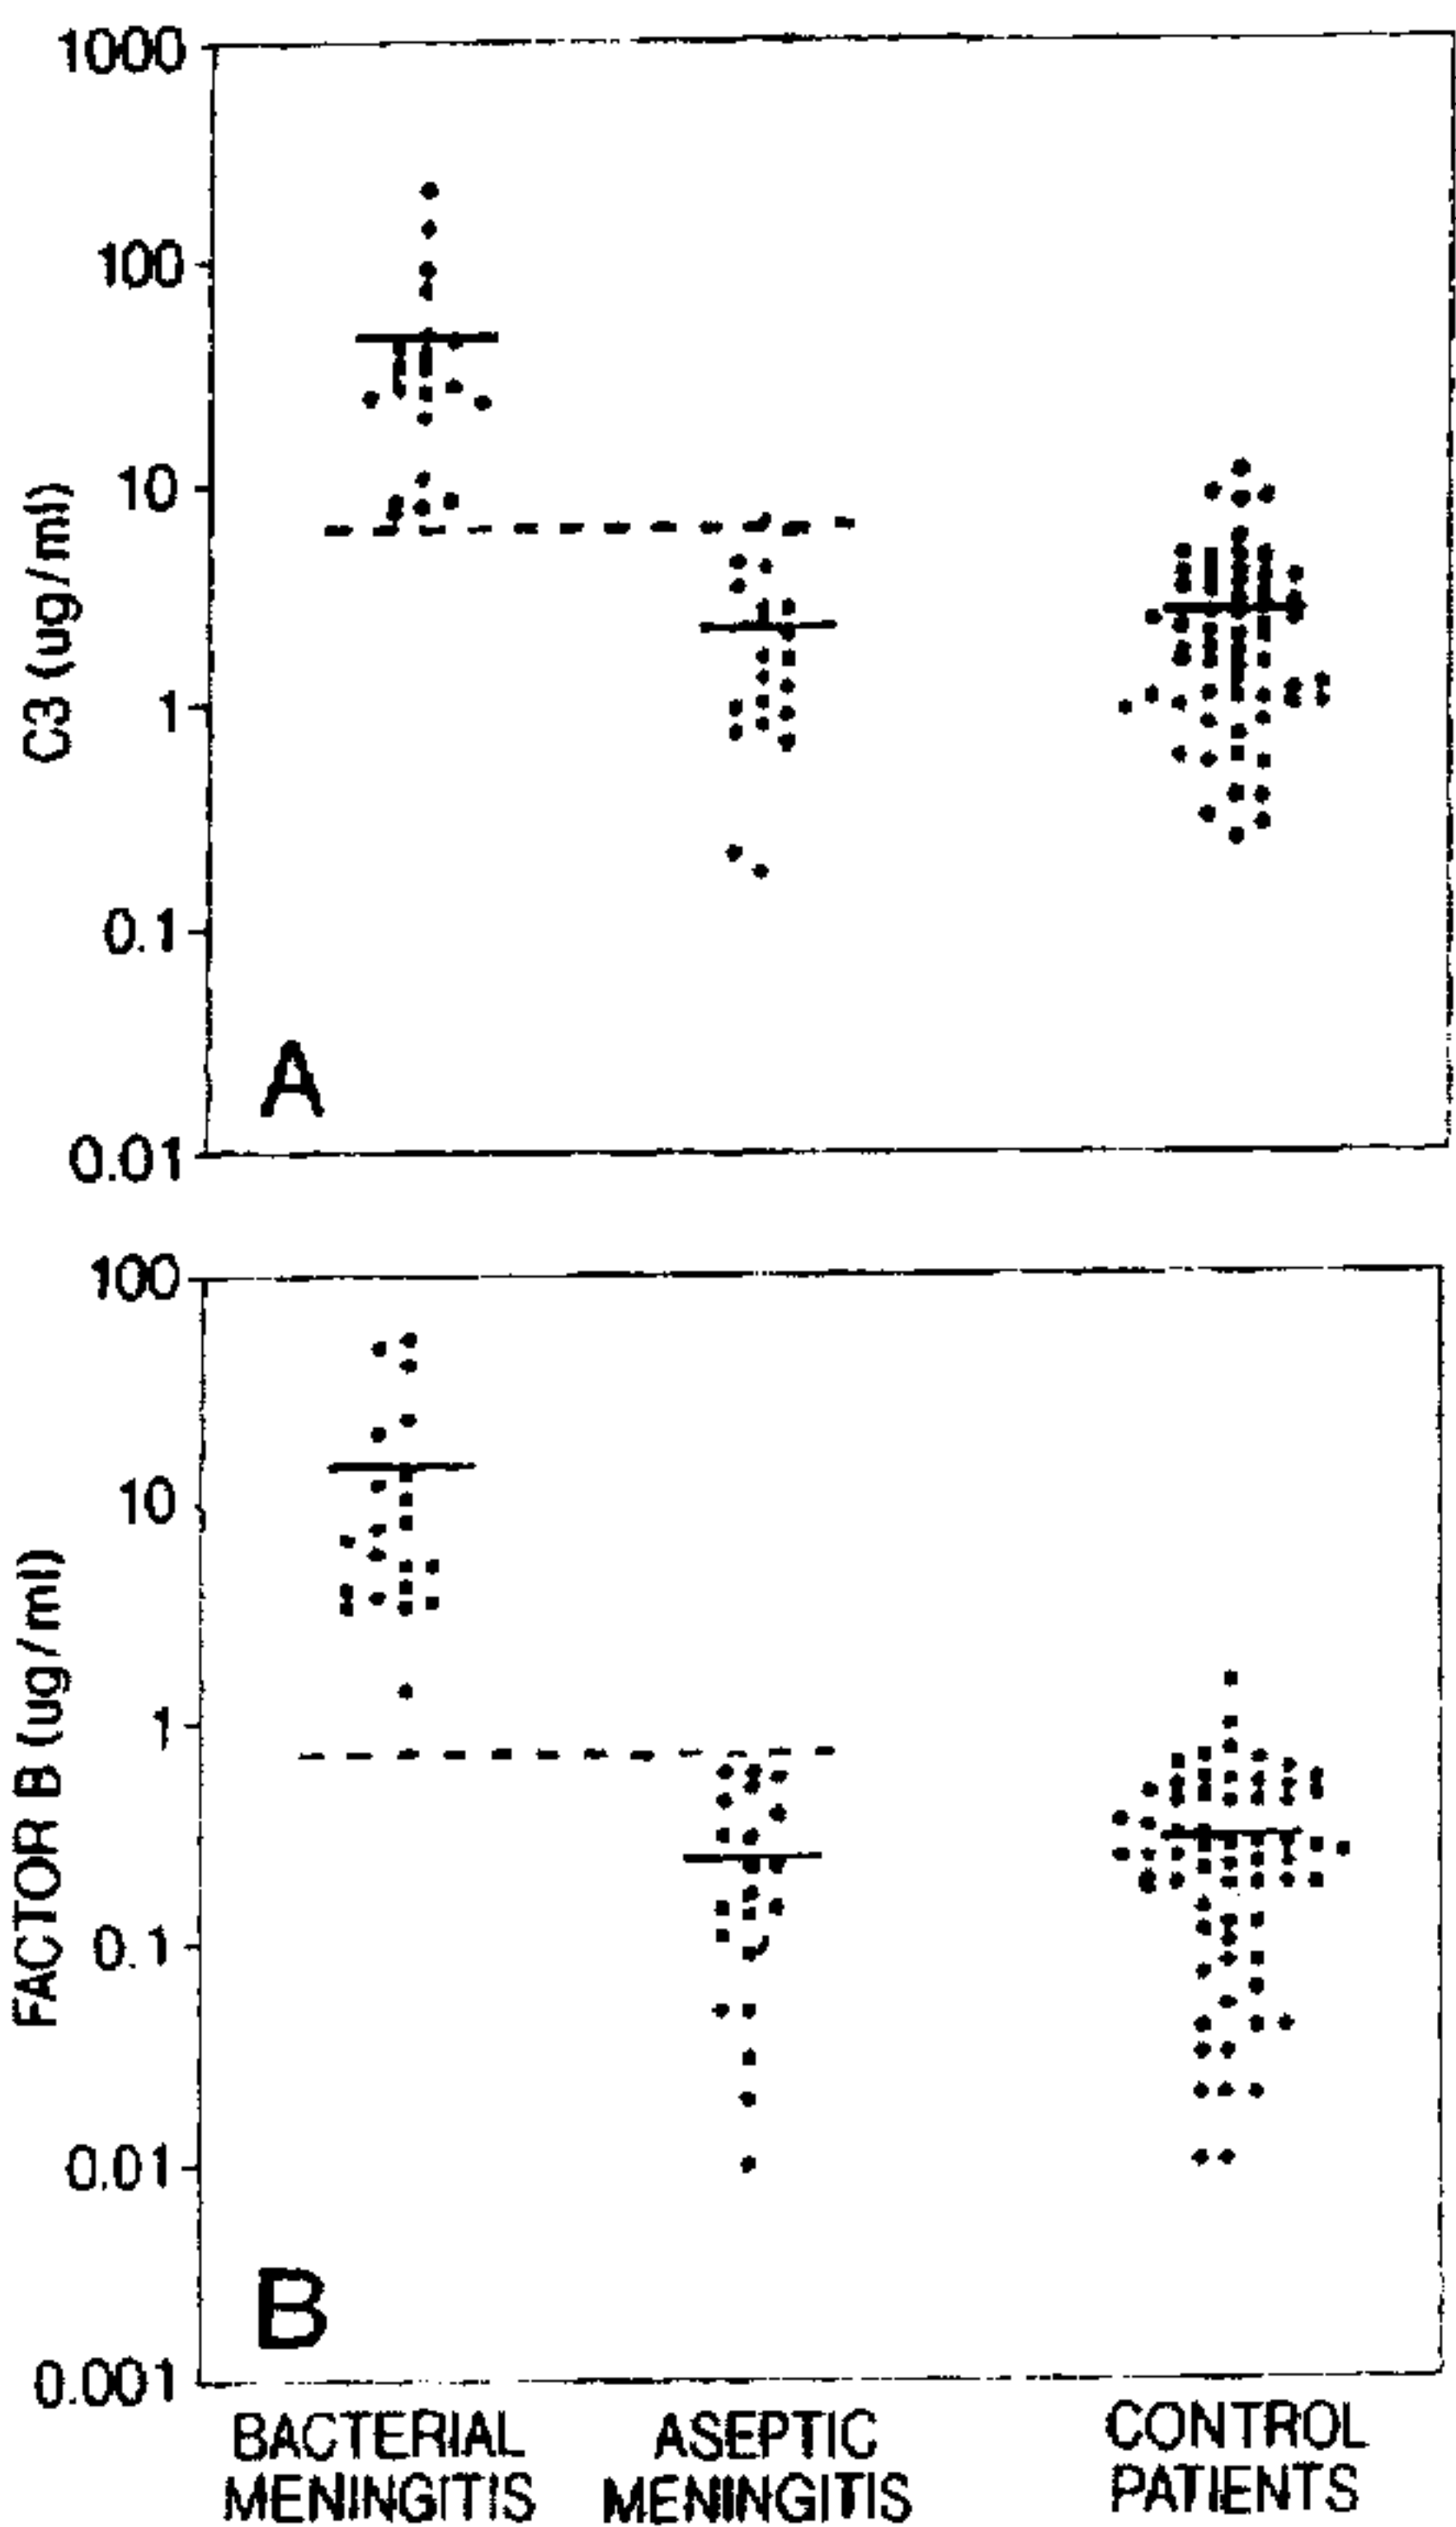 1000
100
10
1
0.1
0.01
C3 (ug/ml)
A
100
10
1
0.1
0.01
0.001
FACTOR B (ug/ml)
B
BACTERIAL
MENINGITIS
ASEPTIC
MENINGITIS
CONTROL
PATIENTS